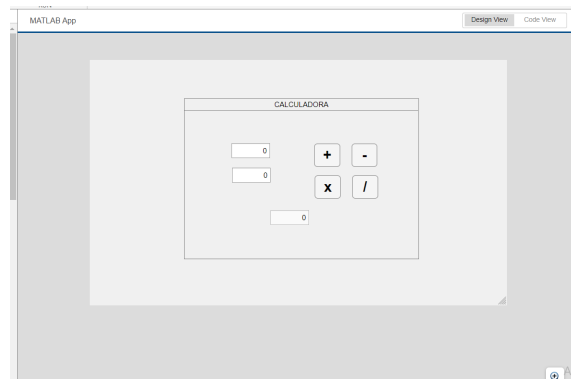 MATLAB App
Design View
Code View
CALCULADORA
0
+
-
0
x
/
0